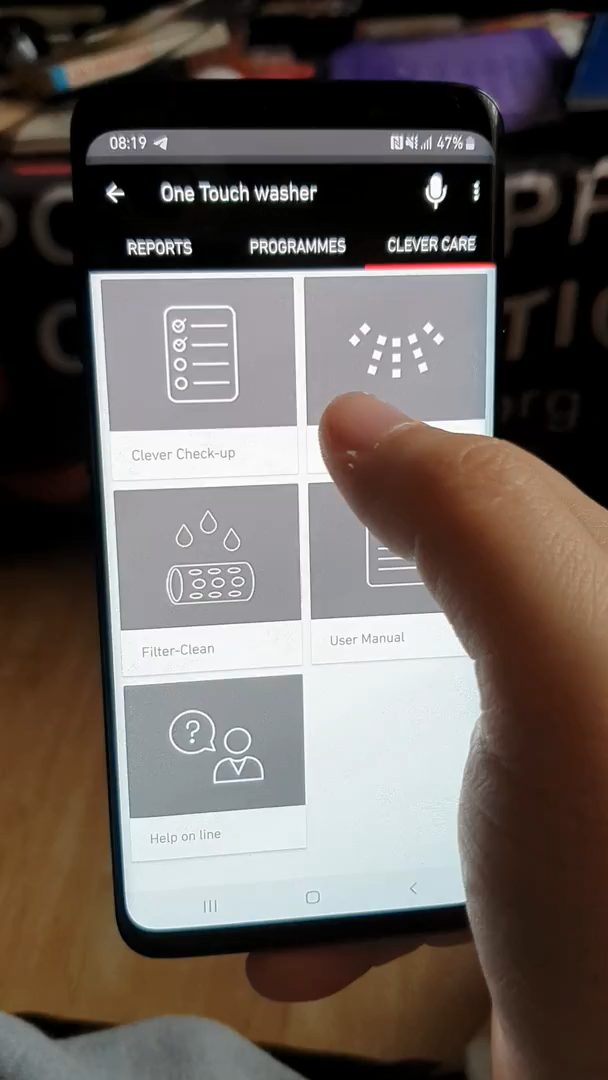 08:19
47%
One Touch washer
REPORTS PROGRAMMES CLEVER CARE
Clever Check-up
Filter-Clean
User Manual
Help on line
org